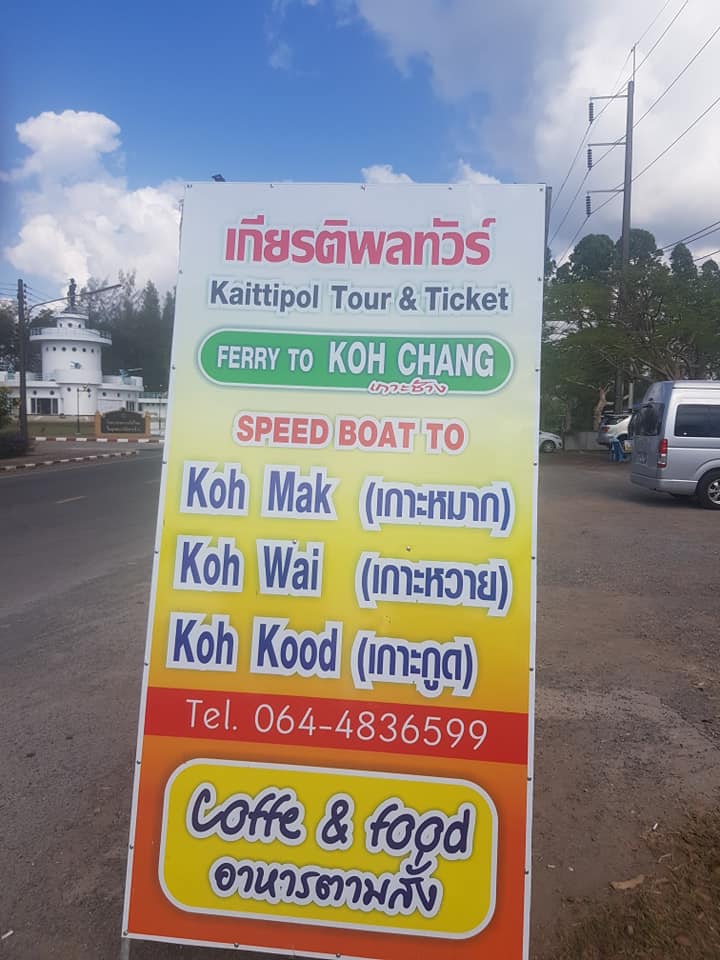 เกียรติพลทัวร์
Kaittipol Tour & Ticket
FERRY TO KOH CHANG
เกาะช้าง
SPEED BOAT TO
Koh Mak (เกาะหมาก)
Koh Wai (เกาะหวาย)
Koh Kood (เกาะกูด)
Tel. 064-4836599
Coffe & food
อาหารตามสั่ง